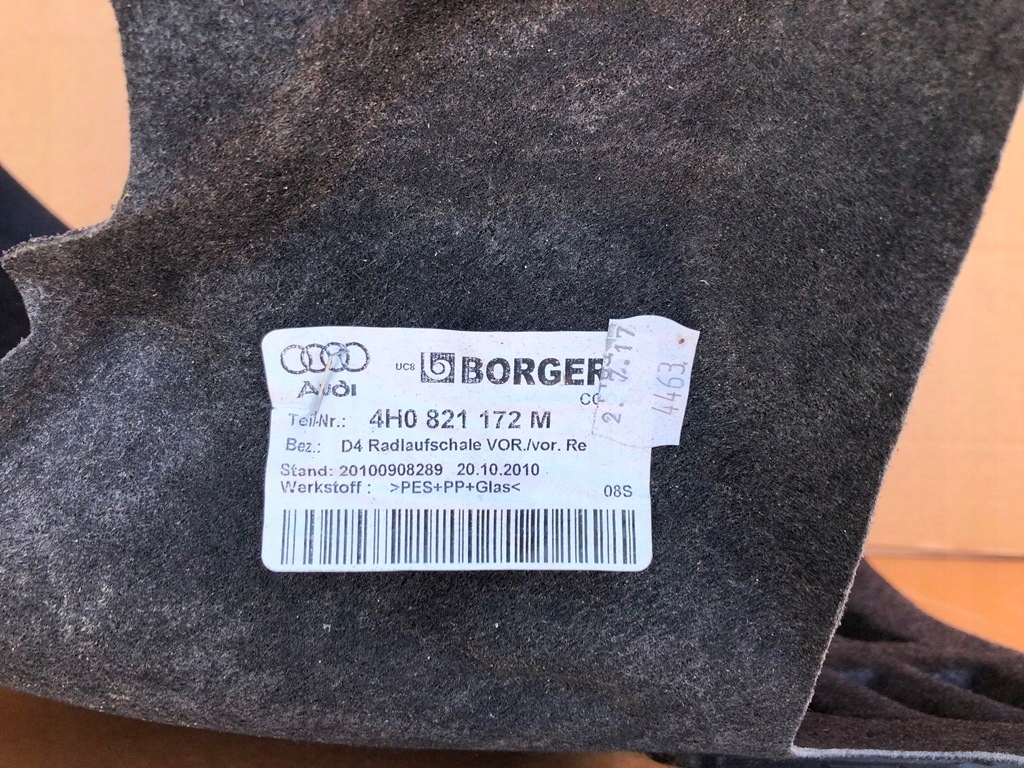 Audi
UC8 BORGER
CO
Teil-Nr.: 4H0 821 172 M
Bez.: D4 Radlaufschale VOR./vor. Re
Stand: 20100908289 20.10.2010
Werkstoff : >PES+PP+Glas<
08S
4463